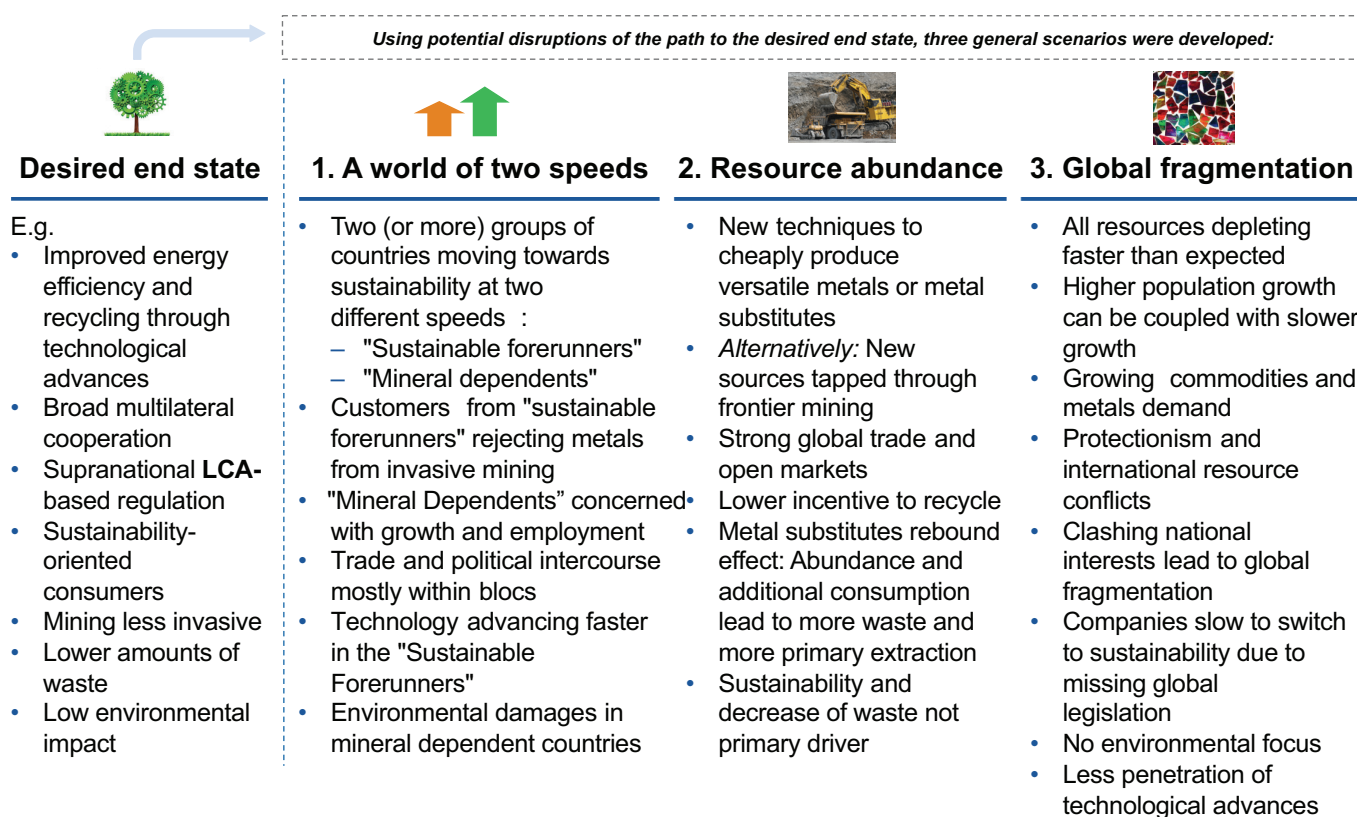 Using potential disruptions of the path to the desired end state, three general scenarios were developed:
Desired end state
E.g.
• Improved energy
efficiency and
recycling through
technological
advances
• Broad multilateral
cooperation
• Supranational LCA-
based regulation
• Sustainability-
oriented
consumers
• Mining less invasive
• Lower amounts of
waste
• Low environmental
impact
1. A world of two speeds
• Two (or more) groups of
countries moving towards
sustainability at two
different speeds :
– "Sustainable forerunners"
– "Mineral dependents"
• Customers from "sustainable
forerunners" rejecting metals
from invasive mining
• "Mineral Dependents” concerned
with growth and employment
• Trade and political intercourse
mostly within blocs
• Technology advancing faster
in the "Sustainable
Forerunners"
• Environmental damages in
mineral dependent countries
2. Resource abundance
• New techniques to
cheaply produce
versatile metals or metal
substitutes
• Alternatively: New
sources tapped through
frontier mining
• Strong global trade and
open markets
• Lower incentive to recycle
• Metal substitutes rebound
effect: Abundance and
additional consumption
lead to more waste and
more primary extraction
• Sustainability and
decrease of waste not
primary driver
3. Global fragmentation
• All resources depleting
faster than expected
• Higher population growth
can be coupled with slower
growth
• Growing commodities and
metals demand
• Protectionism and
international resource
conflicts
• Clashing national
interests lead to global
fragmentation
• Companies slow to switch
to sustainability due to
missing global
legislation
• No environmental focus
• Less penetration of
technological advances